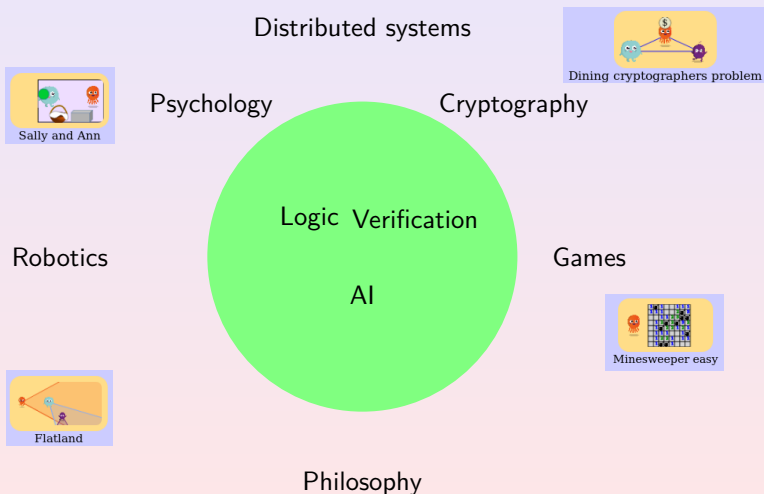 Distributed systems
$
Dining cryptographers problem
Psychology
Cryptography
Sally and Ann
Logic
Verification
Robotics
Games
AI
Minesweeper easy
Flatland
Philosophy